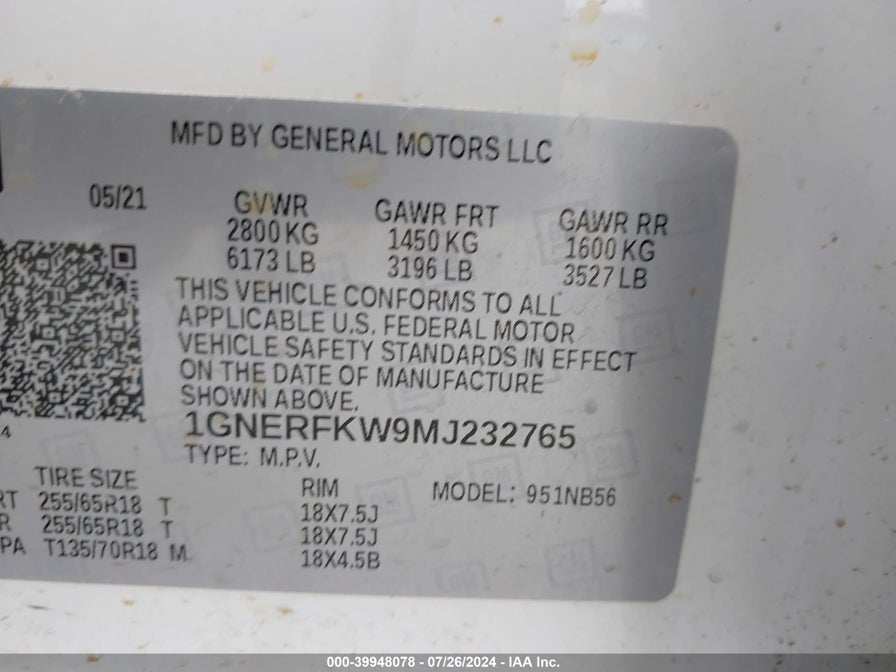 MFD BY GENERAL MOTORS LLC
05/21 GVWR GAWR FRT GAWR RR
2800 KG 1450 KG 1600 KG
6173 LB 3196 LB 3527 LB
THIS VEHICLE CONFORMS TO ALL
APPLICABLE U.S. FEDERAL MOTOR
VEHICLE SAFETY STANDARDS IN EFFECT
ON THE DATE OF MANUFACTURE
SHOWN ABOVE.
4
1GNERFKW9MJ232765
TYPE: M.P.V.
TIRE SIZE RIM MODEL: 951NB56
RT 255/65R18 T 18X7.5J
R 255/65R18 T 18X7.5J
PA T135/70R18 M 18X4.5B
000-39948078 - 07/26/2024 - IAA Inc.